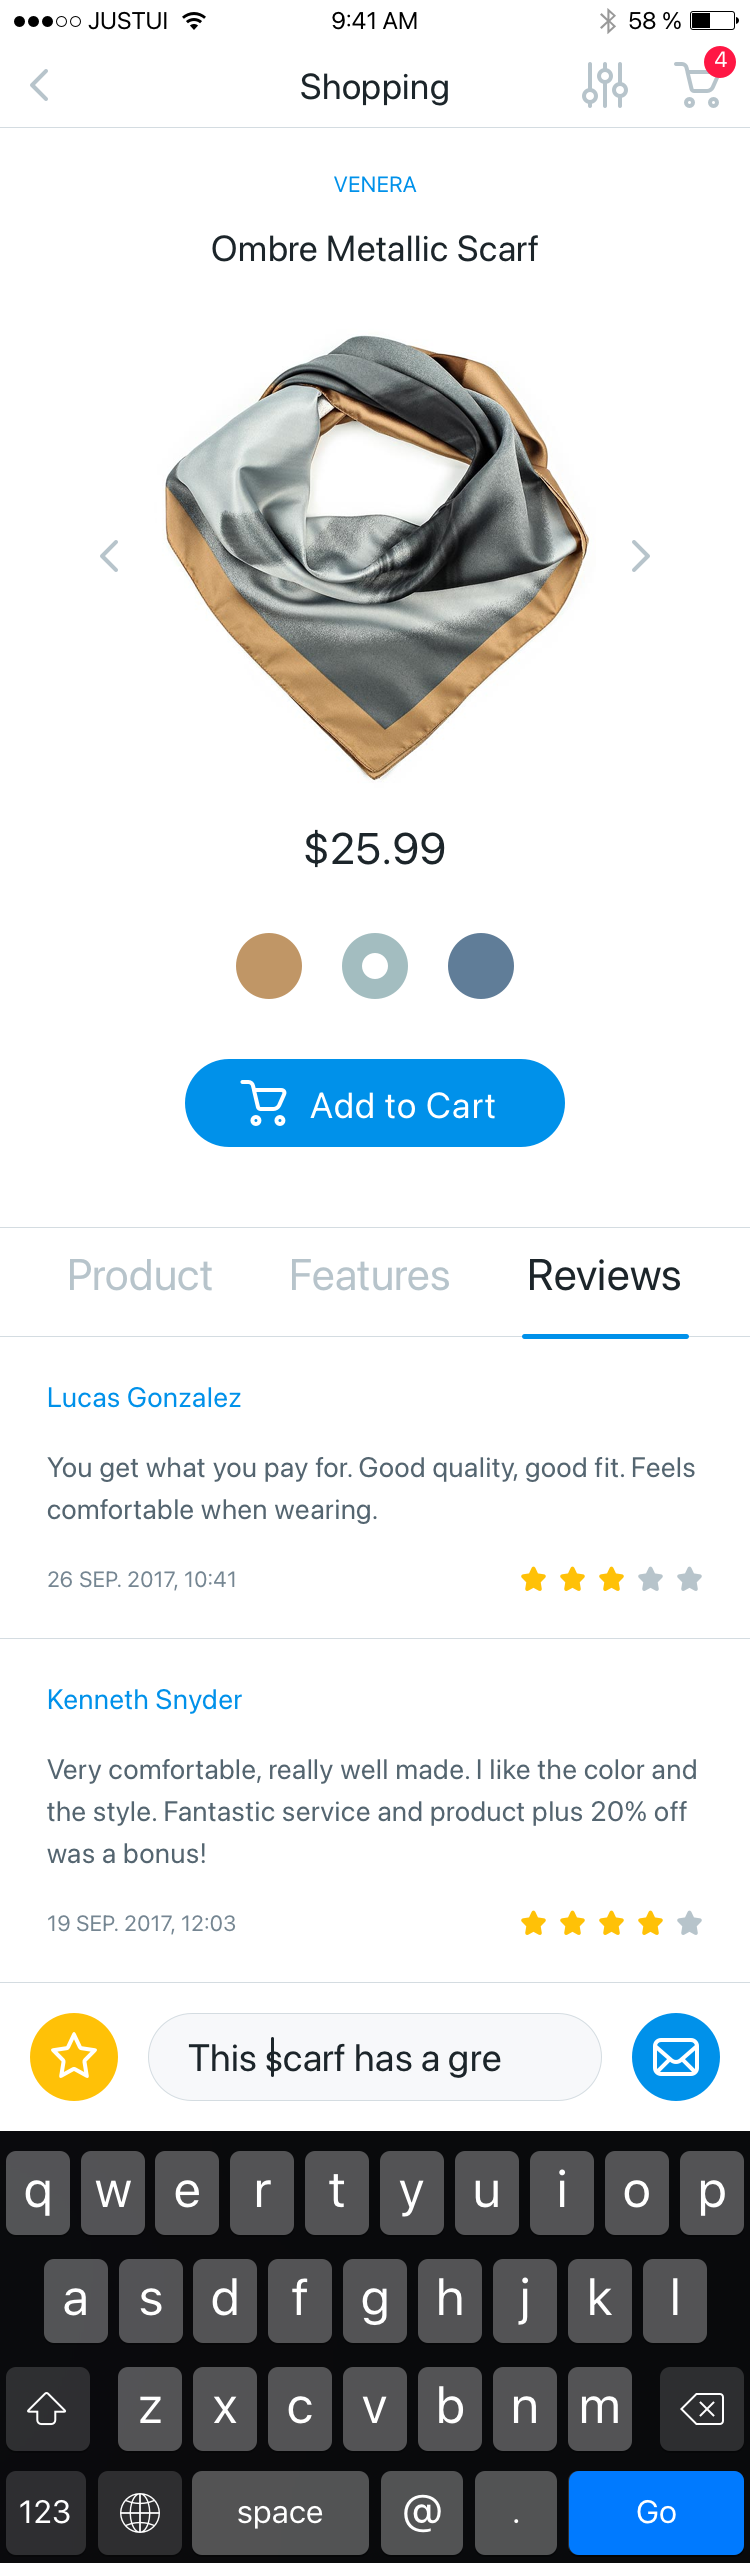 JUSTUI 9:41 AM 58 %
Shopping 4
VENERA
Ombre Metallic Scarf
$25.99
Add to Cart
Product Features Reviews
Lucas Gonzalez
You get what you pay for. Good quality, good fit. Feels
comfortable when wearing.
26 SEP. 2017, 10:41
Kenneth Snyder
Very comfortable, really well made. I like the color and
the style. Fantastic service and product plus 20% off
was a bonus!
19 SEP. 2017, 12:03
This scarf has a gre
q w e r t y u i o p
a s d f g h j k l
z x c v b n m
123 space @ . Go